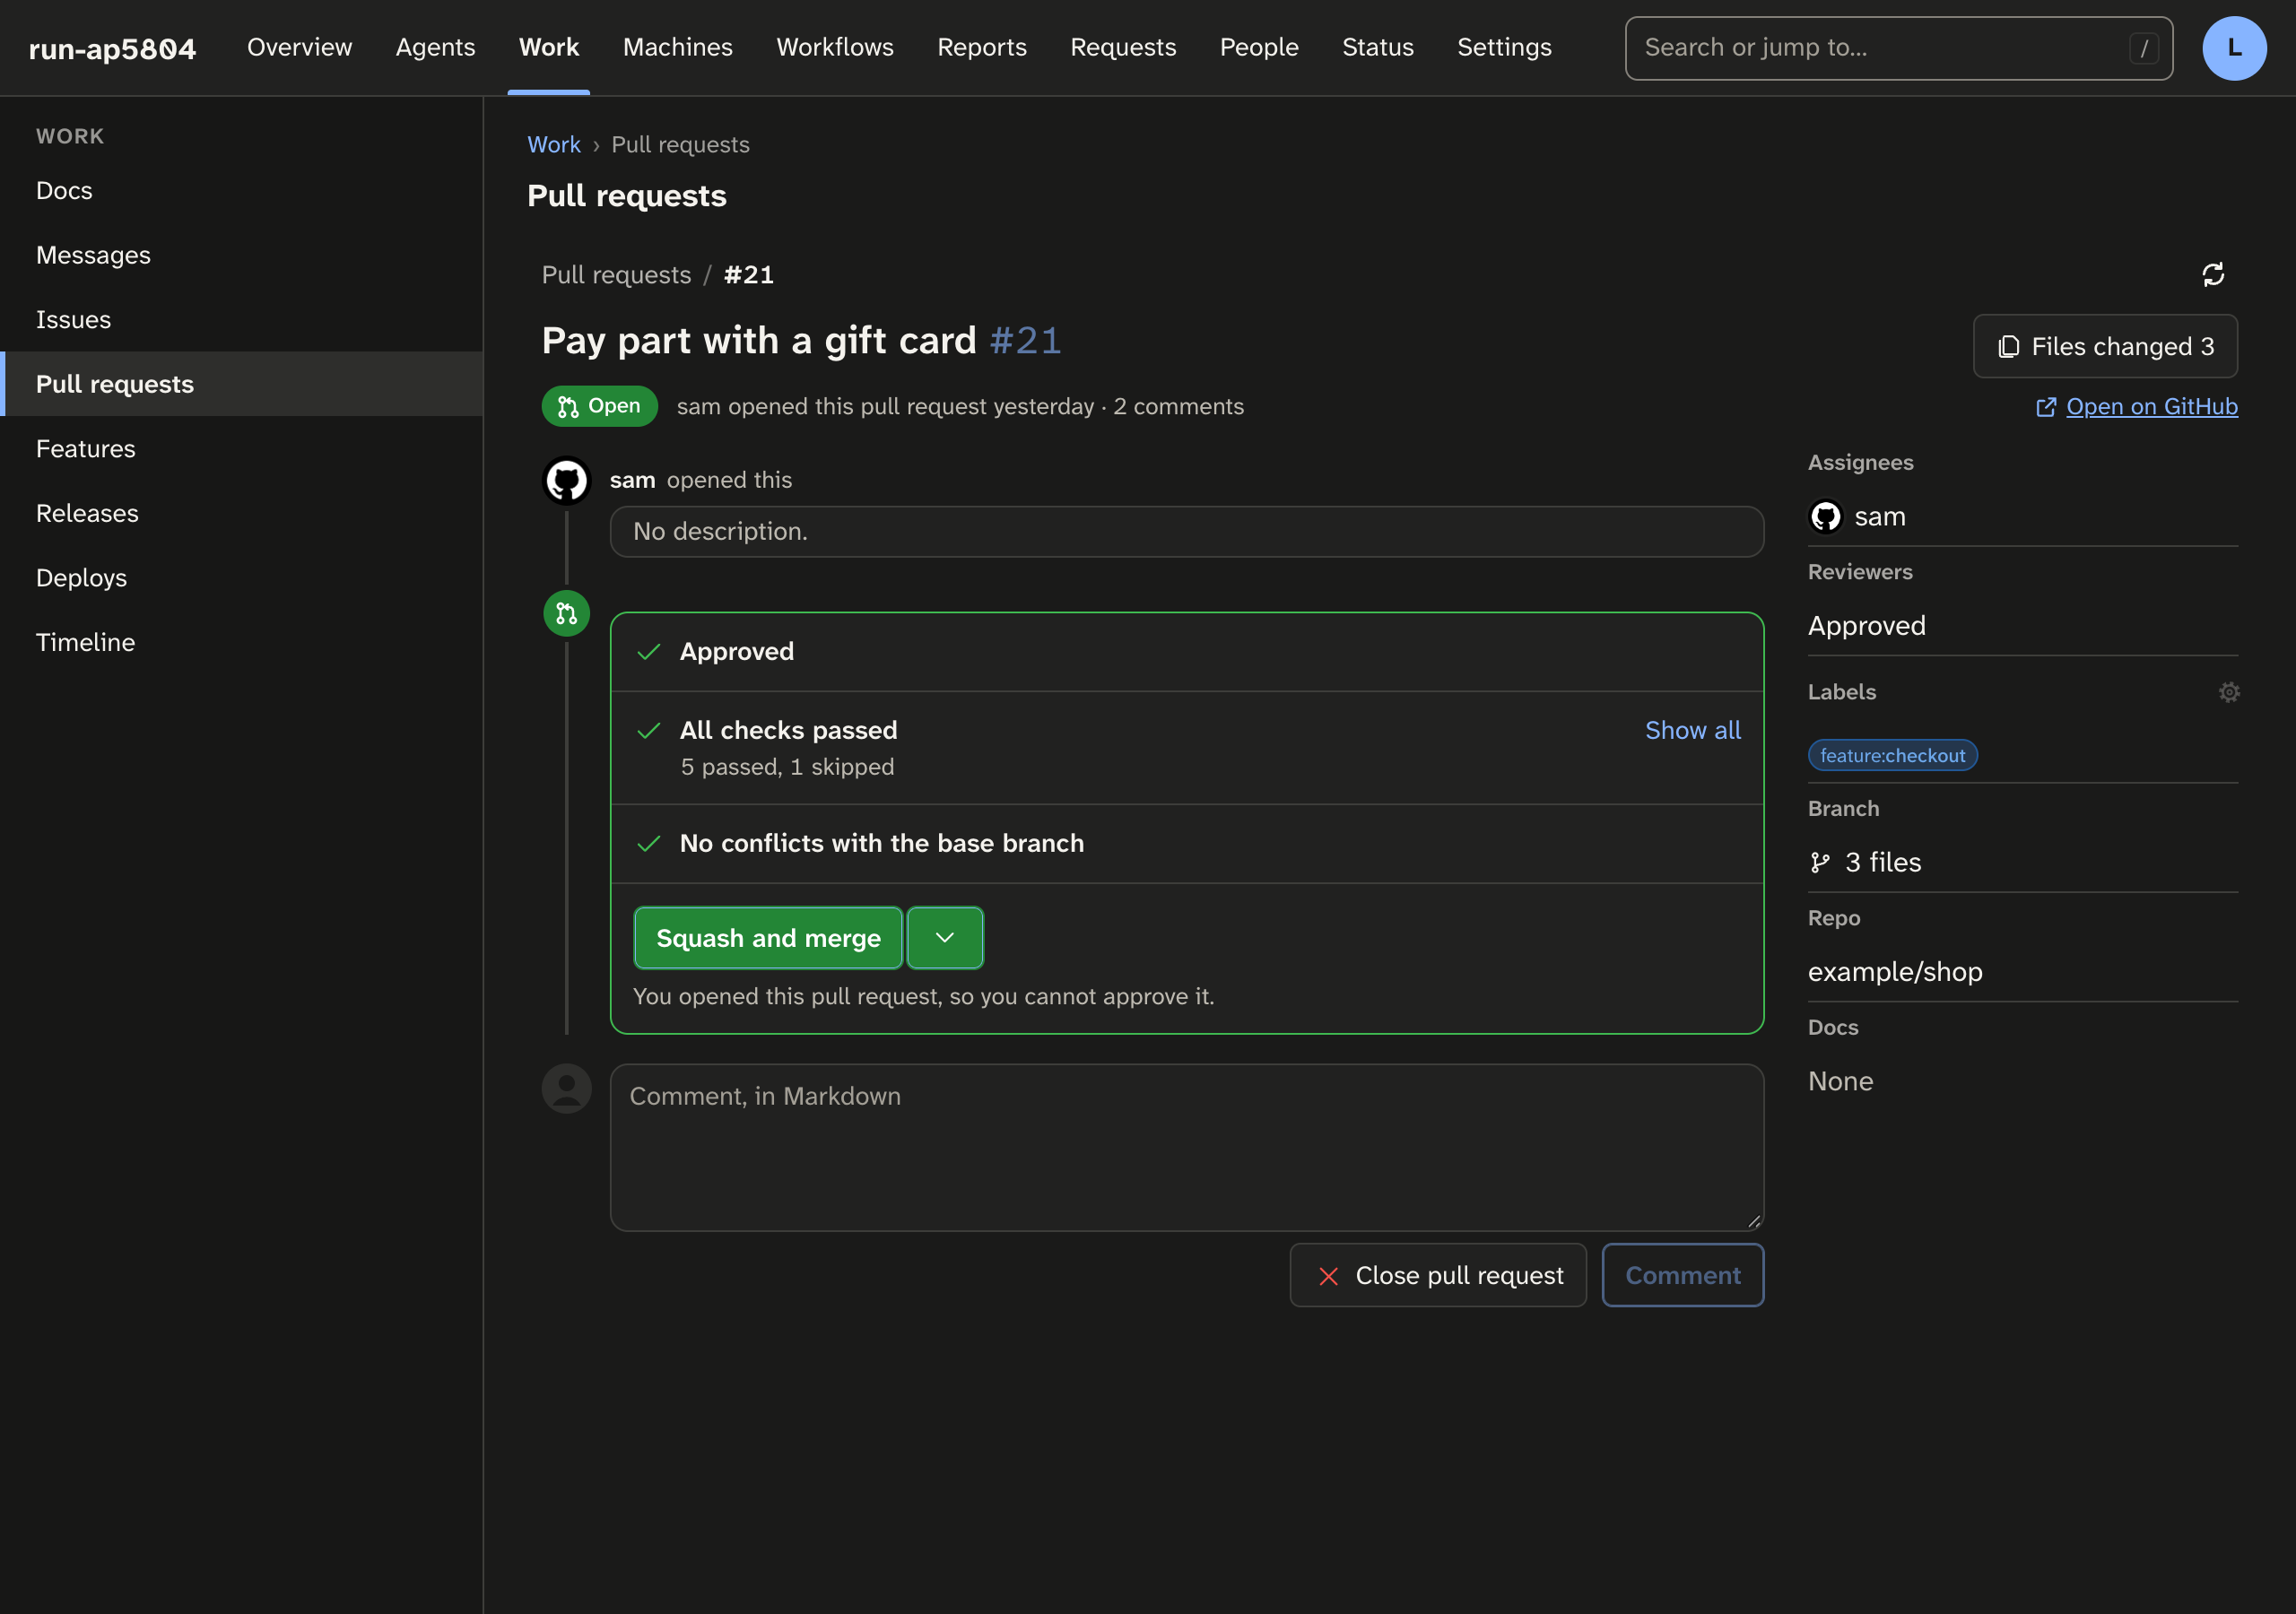 run-ap5804
Overview
Agents
Work
Machines
Workflows
Reports
Requests
People
Status
Settings
Search or jump to...
/
L
WORK
Docs
Messages
Issues
Pull requests
Features
Releases
Deploys
Timeline
Work › Pull requests
Pull requests
Pull requests / #21
Pay part with a gift card #21
Files changed 3
Open
sam opened this pull request yesterday · 2 comments
Open on GitHub
sam opened this
No description.
Approved
All checks passed
Show all
5 passed, 1 skipped
No conflicts with the base branch
Squash and merge
You opened this pull request, so you cannot approve it.
Comment, in Markdown
Close pull request
Comment
Assignees
sam
Reviewers
Approved
Labels
feature:checkout
Branch
3 files
Repo
example/shop
Docs
None